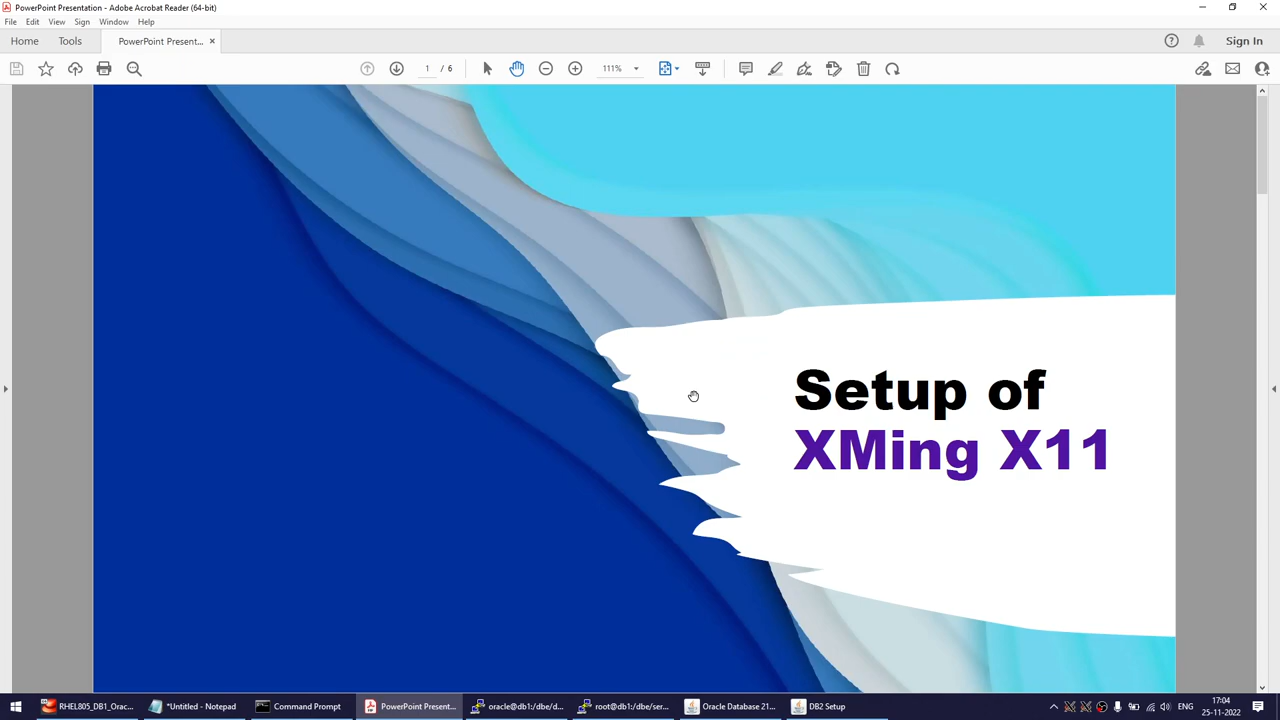 PowerPoint Presentation - Adobe Acrobat Reader (64-bit)
File Edit View Sign Window Help
Home Tools PowerPoint Present... × Sign In
1 / 6 111%
Setup of
XMing X11
RHEL805_DB1_Orac... *Untitled - Notepad Command Prompt PowerPoint Present... oracle@db1:/dbe/d... root@db1:/dbe/ser... Oracle Database 21... DB2 Setup ENG 17:04
25-11-2022